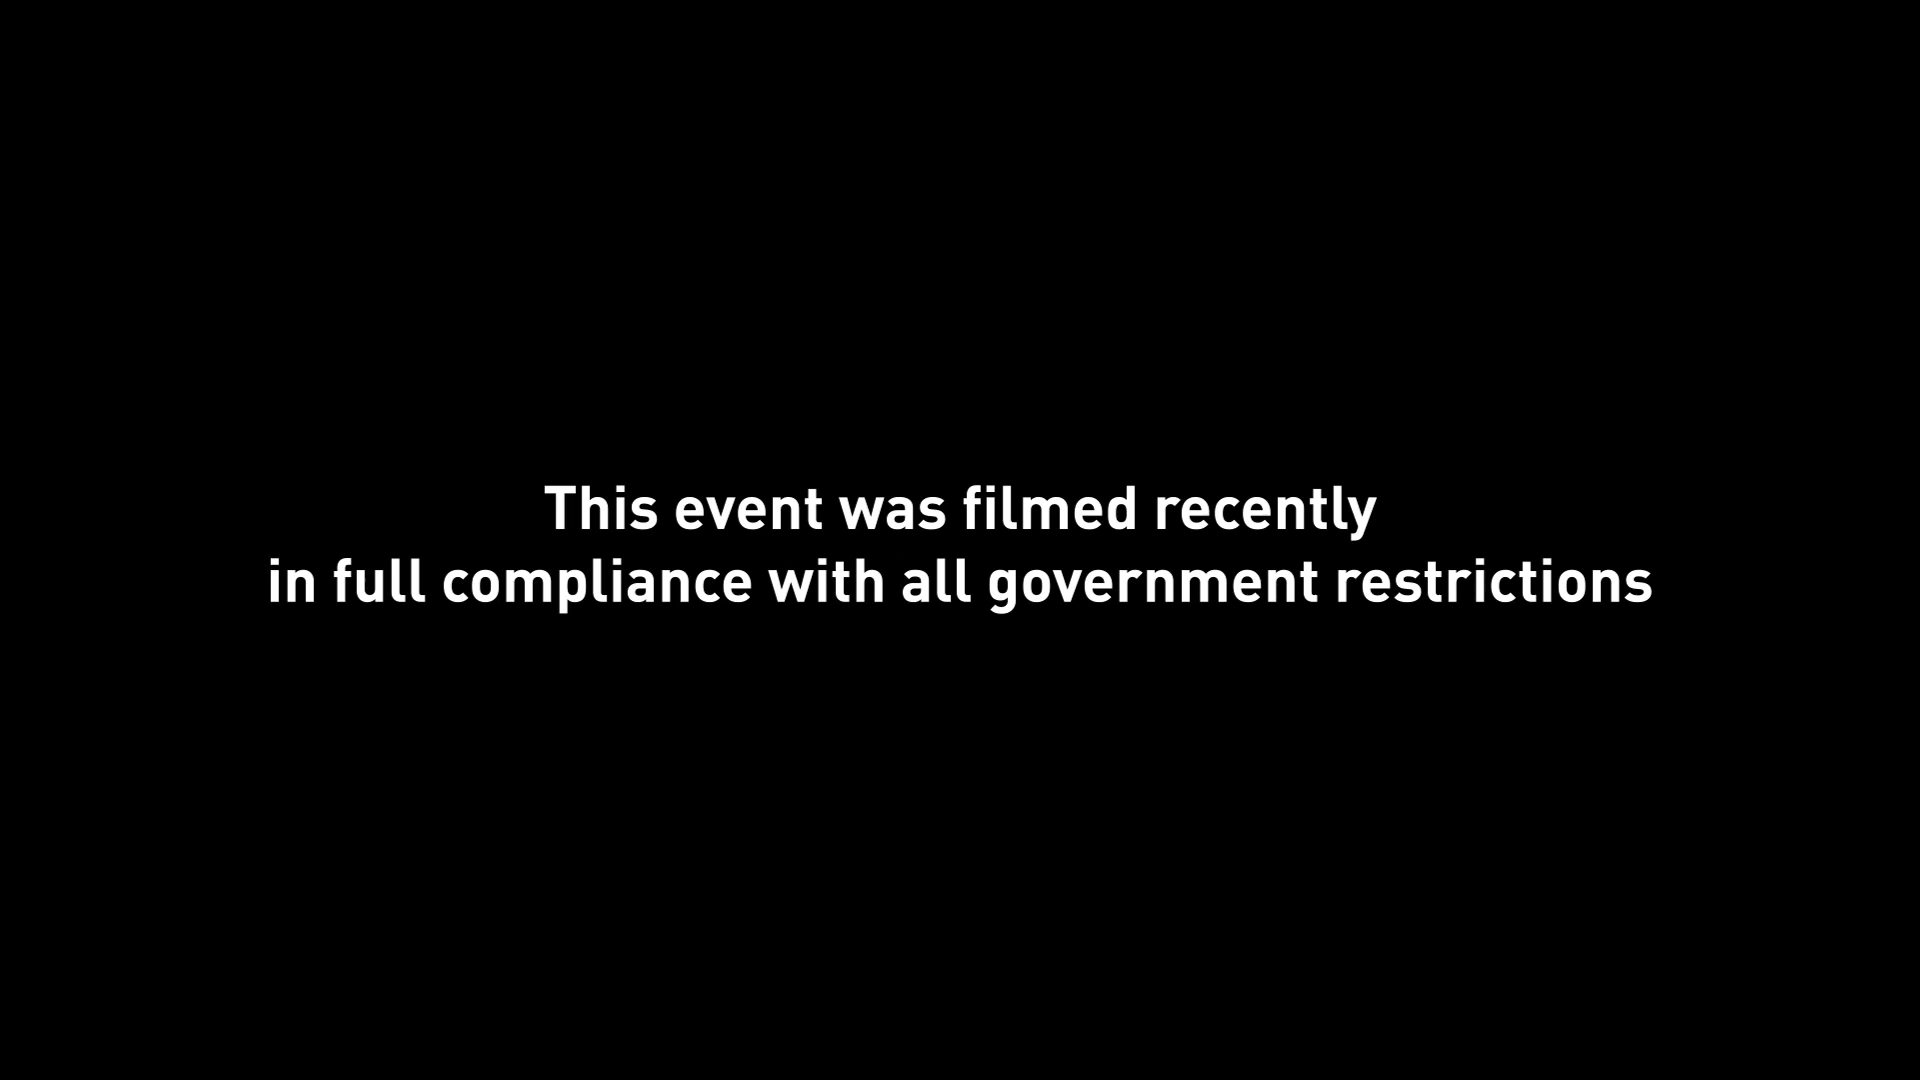 This event was filmed recently
in full compliance with all government restrictions